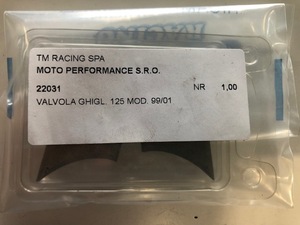 TM RACING SPA
MOTO PERFORMANCE S.R.O.
22031 NR 1,00
VALVOLA GHIGL. 125 MOD. 99/01